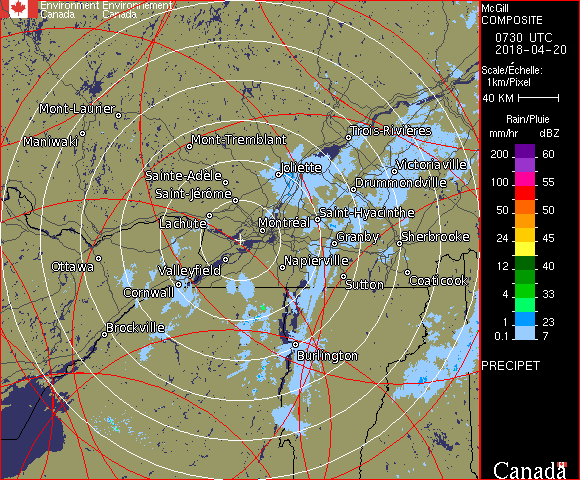 Environment Environnement
Canada Canada
McGill
COMPOSITE
0730 UTC
2018-04-20
Scale/Échelle:
1km/Pixel
40 KM
Rain/Pluie
mm/hr dBZ
200 60
100 55
50 50
24 45
12 40
4 33
1 23
0.1 7
PRECIPET
Canada
Mont-Laurier
Maniwaki
Mont-Tremblant
Trois-Rivières
Joliette
Victoriaville
Sainte-Adèle
Drummondville
Saint-Jérôme
Lachute
Saint-Hyacinthe
Montréal
Granby
Sherbrooke
Ottawa
Valleyfield
Napierville
Cornwall
Sutton
Coaticook
Brockville
Burlington